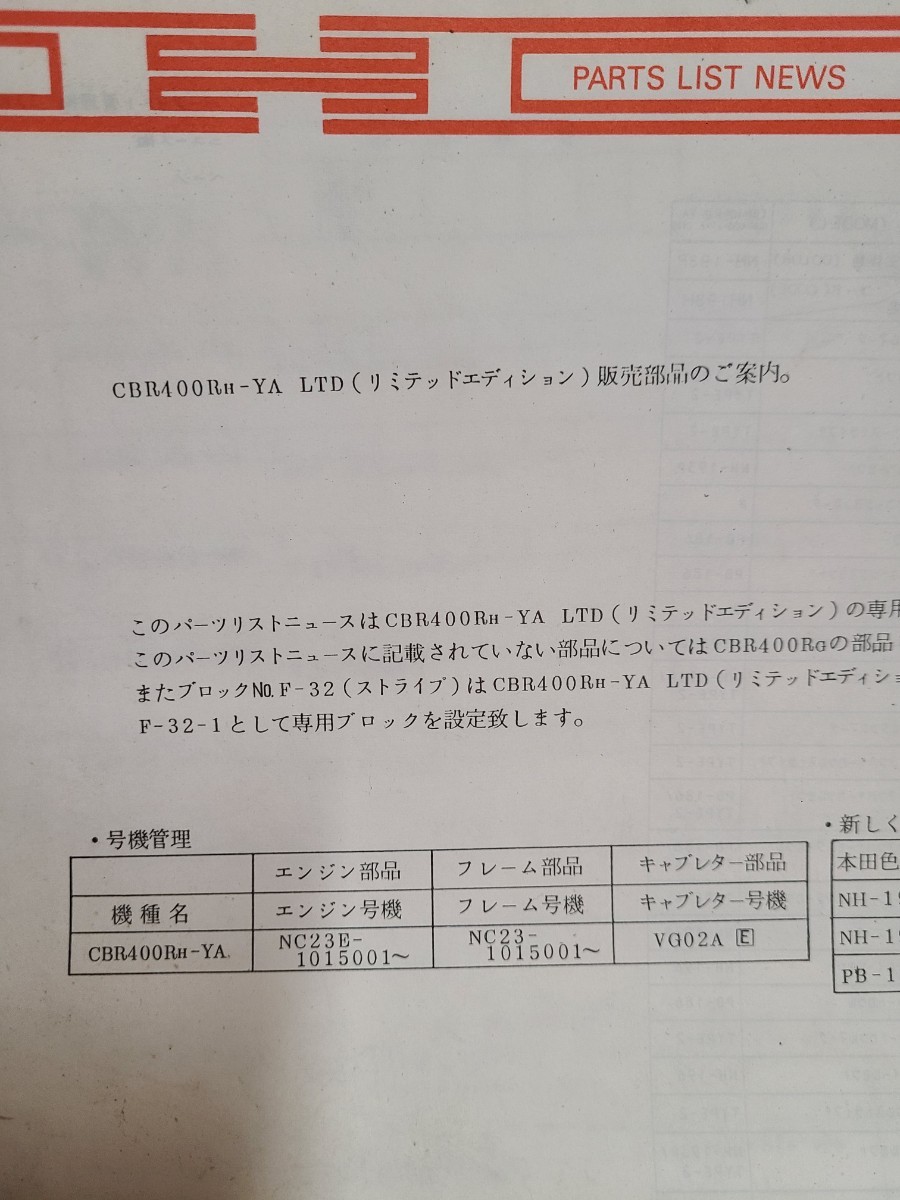 PARTS LIST NEWS
CBR400RH-YA LTD(リミテッドエディション)販売部品のご案内。
このパーツリストニュースはCBR400RH-YA LTD(リミテッドエディション)の専用
このパーツリストニュースに記載されていない部品についてはCBR400RGの部品
またブロックNo.F-32(ストライプ)はCBR400RH-YA LTD(リミテッドエディショ
F-32-1として専用ブロックを設定致します。
・号機管理
エンジン部品 フレーム部品 キャブレター部品
機種名 エンジン号機 フレーム号機 キャブレター号機
CBR400RH-YA NC23E-1015001~ NC23-1015001~ VG02A E
・新しく
本田色
NH-19
NH-19
PB-1